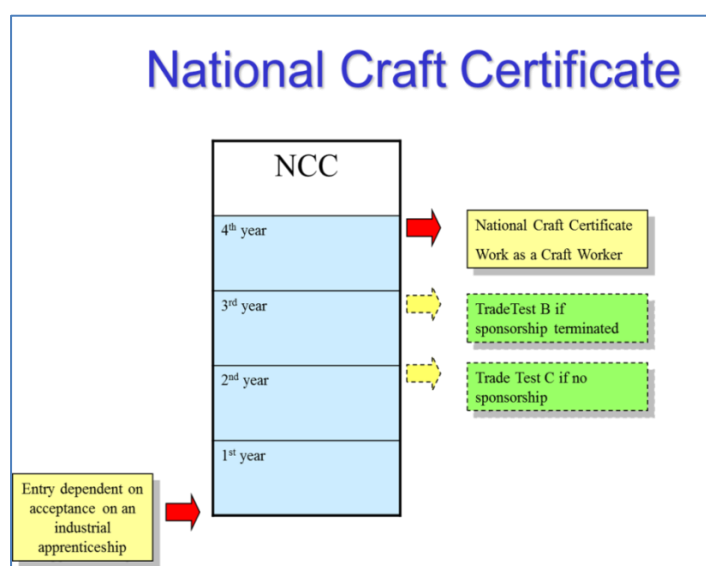 National Craft Certificate
NCC
4th year
National Craft Certificate
Work as a Craft Worker
3rd year
TradeTest B if
sponsorship terminated
2nd year
Trade Test C if no
sponsorship
1st year
Entry dependent on
acceptance on an
industrial
apprenticeship